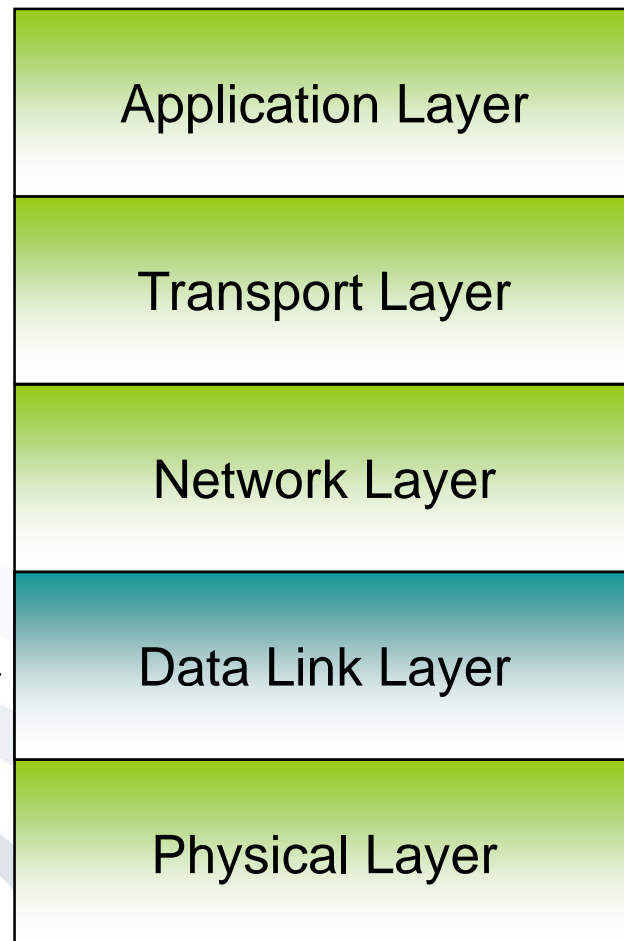 Application Layer
Transport Layer
Network Layer
Data Link Layer
Physical Layer